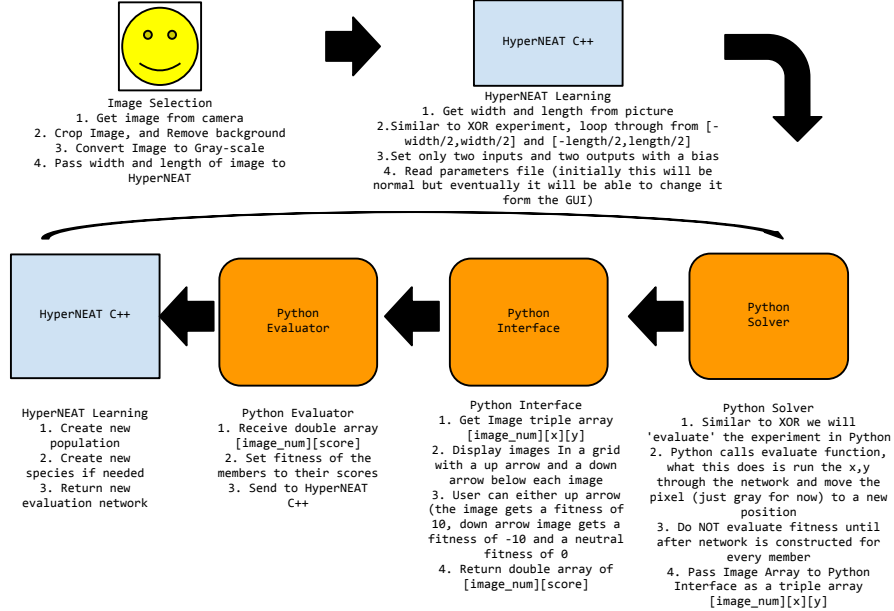 HyperNEAT C++
Image Selection
1. Get image from camera
2. Crop Image, and Remove background
3. Convert Image to Gray-scale
4. Pass width and length of image to
HyperNEAT
HyperNEAT Learning
1. Get width and length from picture
2.Similar to XOR experiment, loop through from [-
width/2,width/2] and [-length/2,length/2]
3.Set only two inputs and two outputs with a bias
4. Read parameters file (initially this will be
normal but eventually it will be able to change it
form the GUI)
HyperNEAT C++
Python
Evaluator
Python
Interface
Python
Solver
HyperNEAT Learning
1. Create new
population
2. Create new
species if needed
3. Return new
evaluation network
Python Evaluator
1. Receive double array
[image_num][score]
2. Set fitness of the
members to their scores
3. Send to HyperNEAT
C++
Python Interface
1. Get Image triple array
[image_num][x][y]
2. Display images In a grid
with a up arrow and a down
arrow below each image
3. User can either up arrow
(the image gets a fitness of
10, down arrow image gets a
fitness of -10 and a neutral
fitness of 0
4. Return double array of
[image_num][score]
Python Solver
1. Similar to XOR we will
'evaluate' the experiment in Python
2. Python calls evaluate function,
what this does is run the x,y
through the network and move the
pixel (just gray for now) to a new
position
3. Do NOT evaluate fitness until
after network is constructed for
every member
4. Pass Image Array to Python
Interface as a triple array
[image_num][x][y]